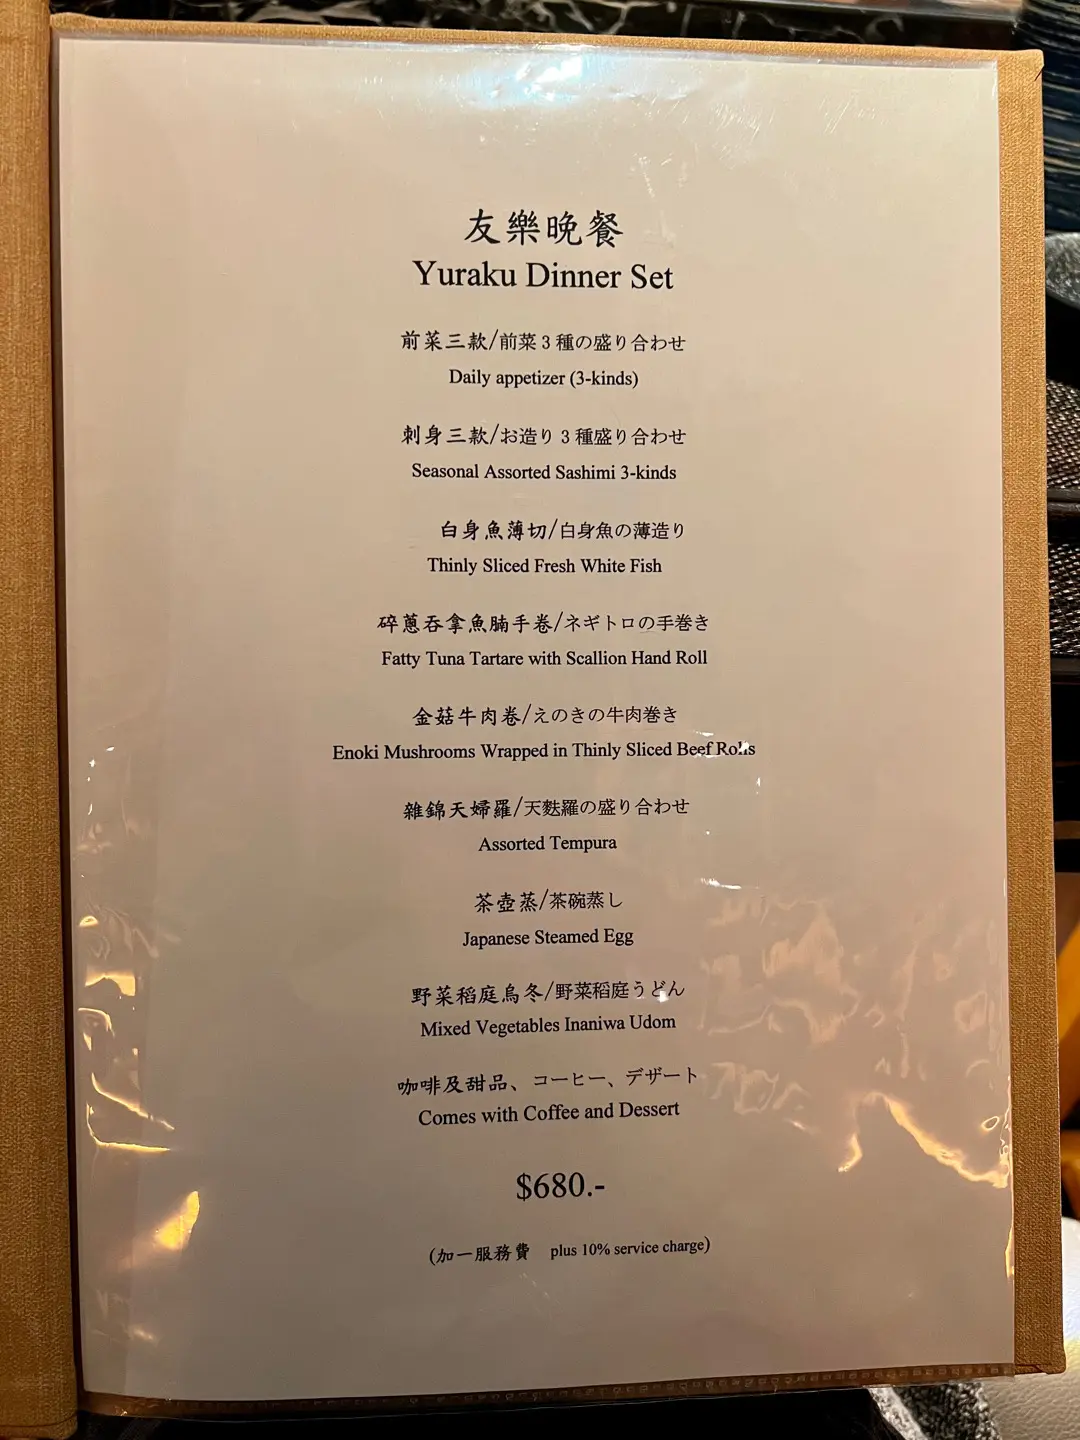 友樂晚餐
Yuraku Dinner Set
前菜三款/前菜 3 種の盛り合わせ
Daily appetizer (3-kinds)
刺身三款/お造り 3 種盛り合わせ
Seasonal Assorted Sashimi 3-kinds
白身魚薄切/白身魚の薄造り
Thinly Sliced Fresh White Fish
碎蔥吞拿魚腩手卷/ネギトロの手巻き
Fatty Tuna Tartare with Scallion Hand Roll
金菇牛肉卷/えのきの牛肉巻き
Enoki Mushrooms Wrapped in Thinly Sliced Beef Rolls
雜錦天婦羅/天麩羅の盛り合わせ
Assorted Tempura
茶壺蒸/茶碗蒸し
Japanese Steamed Egg
野菜稻庭烏冬/野菜稻庭うどん
Mixed Vegetables Inaniwa Udom
咖啡及甜品、コーヒー、デザート
Comes with Coffee and Dessert
$680.-
(加一服務費 plus 10% service charge)